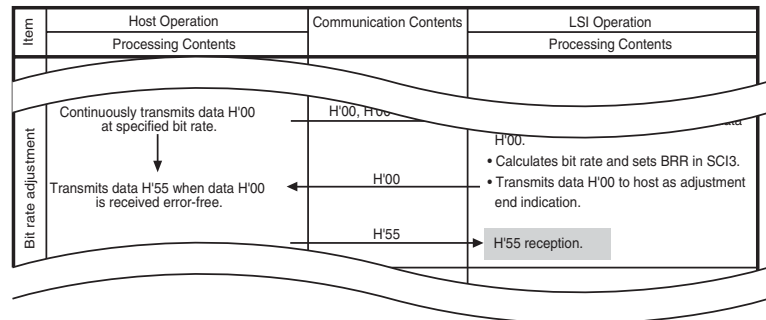 Item
Host Operation
Communication Contents
LSI Operation
Processing Contents
Processing Contents
Bit rate adjustment
Continuously transmits data H'00
at specified bit rate.
H'00,
H'00.
• Calculates bit rate and sets BRR in SCI3.
• Transmits data H'00 to host as adjustment
end indication.
H'00
Transmits data H'55 when data H'00
is received error-free.
H'55
H'55 reception.